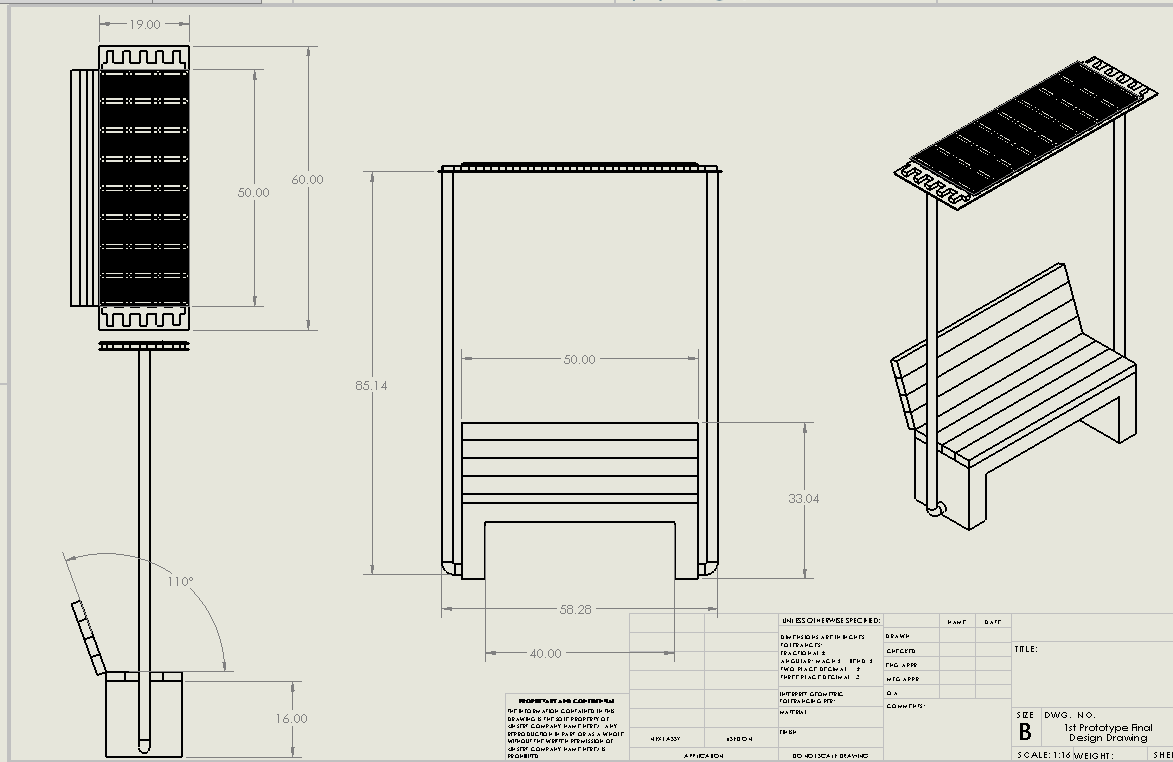 19.00
50.00
60.00
85.14
50.00
33.04
58.28
40.00
110°
16.00
UNLESS OTHERWISE SPECIFIED:
DIMENSIONS ARE IN INCHES
TOLERANCES:
FRACTIONAL ±
TWO PLACE DECIMAL ±
THREE PLACE DECIMAL ±
INTERPRET GEOMETRIC
TOLERANCING PER:
MATERIAL
FINISH
DO NOT SCALE DRAWING
NAME DATE
DRAWN
CHECKED
ENG APPR.
MFG APPR.
Q.A.
COMMENTS:
PROPRIETARY AND CONFIDENTIAL
THE INFORMATION CONTAINED IN THIS
DRAWING IS THE SOLE PROPERTY OF
<INSERT COMPANY NAME HERE>. ANY
REPRODUCTION IN PART OR AS A WHOLE
WITHOUT THE WRITTEN PERMISSION OF
<INSERT COMPANY NAME HERE> IS
PROHIBITED.
NEXT ASSY USED ON
APPLICATION
TITLE:
SIZE DWG. NO.
B 1st Prototype Final
Design Drawing
SCALE: 1:16 WEIGHT: